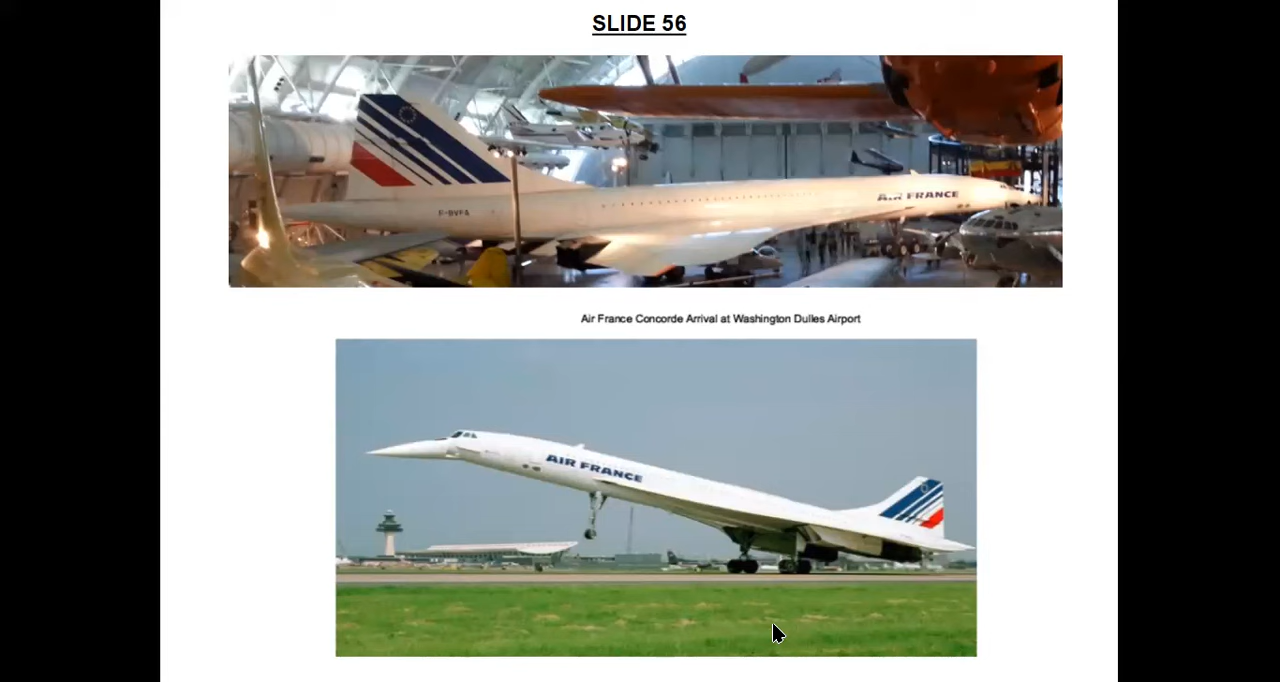 SLIDE 56
AIR FRANCE
F-BVFA
Air France Concorde Arrival at Washington Dulles Airport
AIR FRANCE